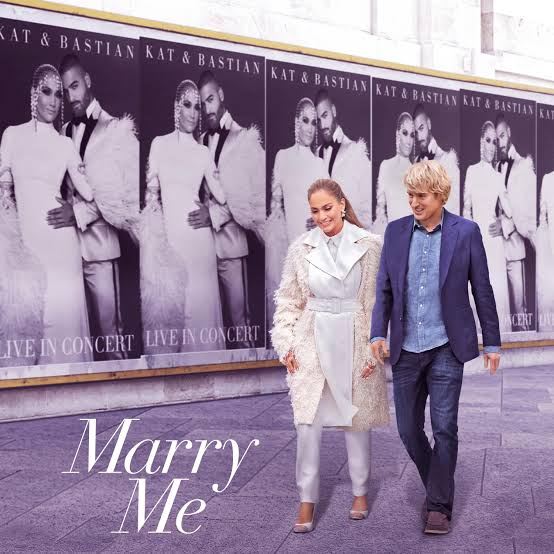 KAT & BASTIAN
LIVE IN CONCERT
KAT & BASTIAN
LIVE IN CONCERT
KAT & BASTIAN
KAT & BASTIAN
KAT & BASTIAN
Marry
Me